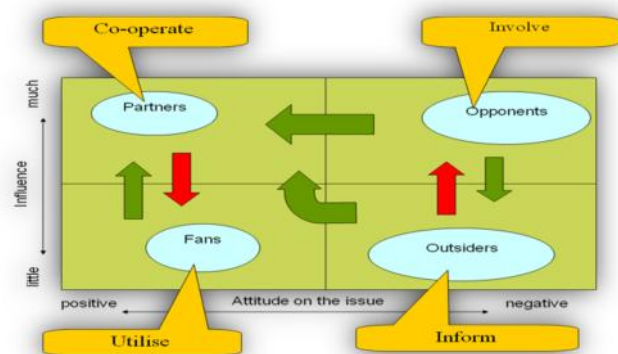 Co-operate
Involve
much
Partners
Opponents
Influence
Fans
Outsiders
little
positive
Attitude on the issue
negative
Utilise
Inform